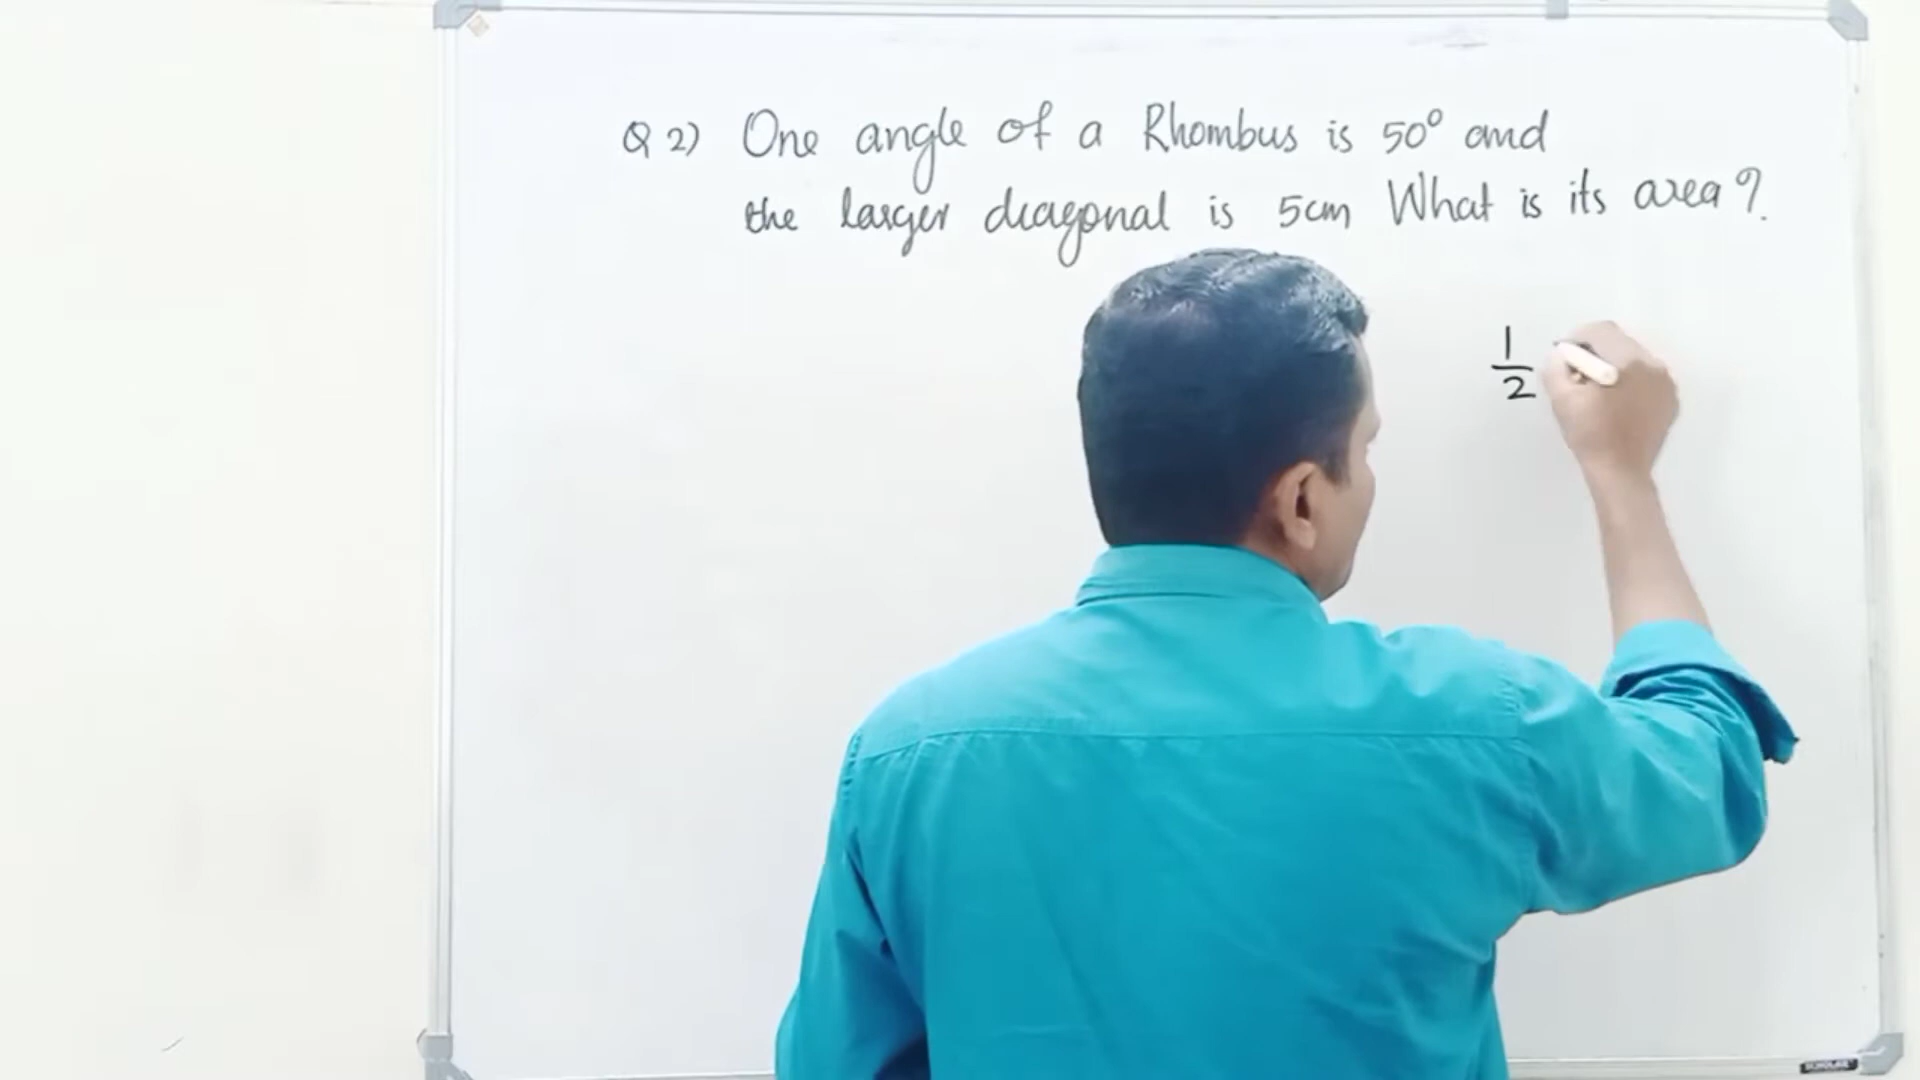 Q 2) One angle of a Rhombus is 50° and
the larger diagonal is 5cm What is its area?
1
2
SCHOLAR